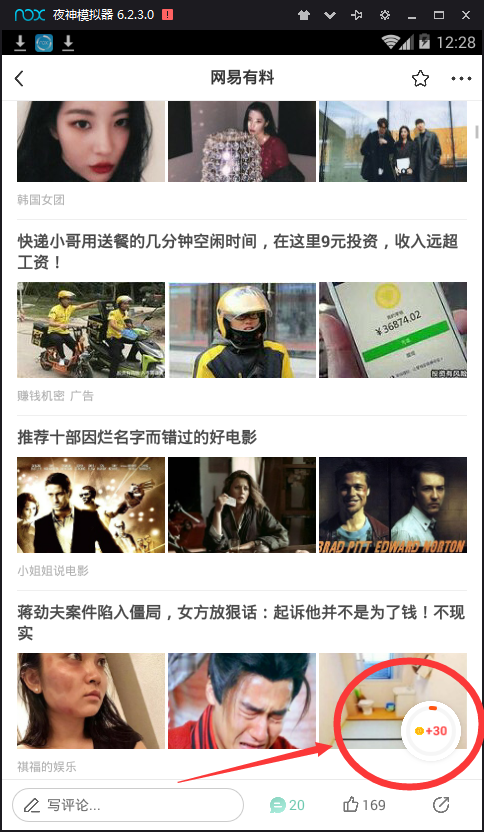 nox 夜神模拟器 6.2.3.0
12:28
网易有料
韩国女团
快递小哥用送餐的几分钟空闲时间，在这里9元投资，收入远超
工资！
¥36874.02
投资有风险
赚钱机密 广告
推荐十部因烂名字而错过的好电影
BRAD PITT EDWARD NORTON
小姐姐说电影
蒋劲夫案件陷入僵局，女方放狠话：起诉他并不是为了钱！不现
实
+30
祺福的娱乐
写评论...
20
169